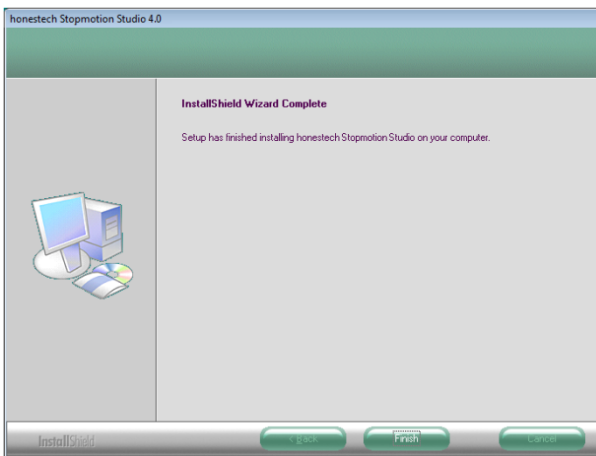 honestech Stopmotion Studio 4.0
InstallShield Wizard Complete
Setup has finished installing honestech Stopmotion Studio on your computer.
InstallShield
< Back Finish Cancel